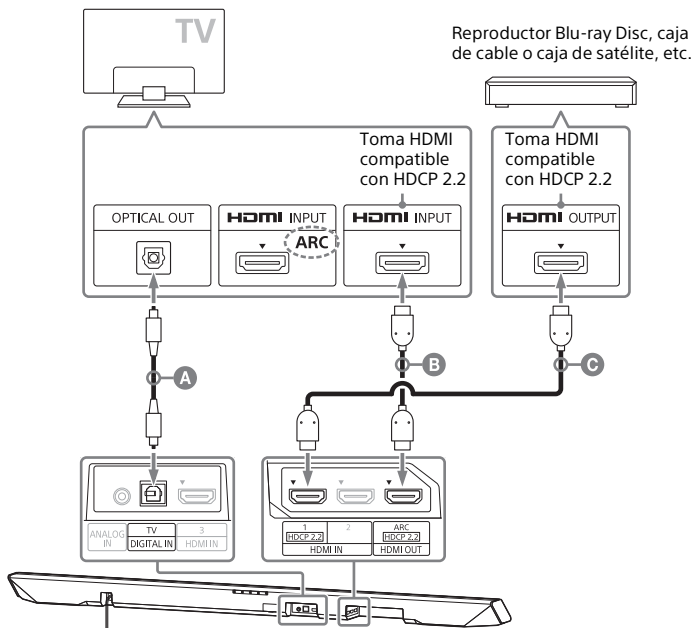 TV
Reproductor Blu-ray Disc, caja
de cable o caja de satélite, etc.
Toma HDMI
compatible
con HDCP 2.2
Toma HDMI
compatible
con HDCP 2.2
OPTICAL OUT
HDMI INPUT
ARC
HDMI INPUT
HDMI OUTPUT
A
B
C
ANALOG
IN
TV
DIGITAL IN
3
HDMI IN
1
HDCP 2.2
2
HDMI IN
ARC
HDCP 2.2
HDMI OUT